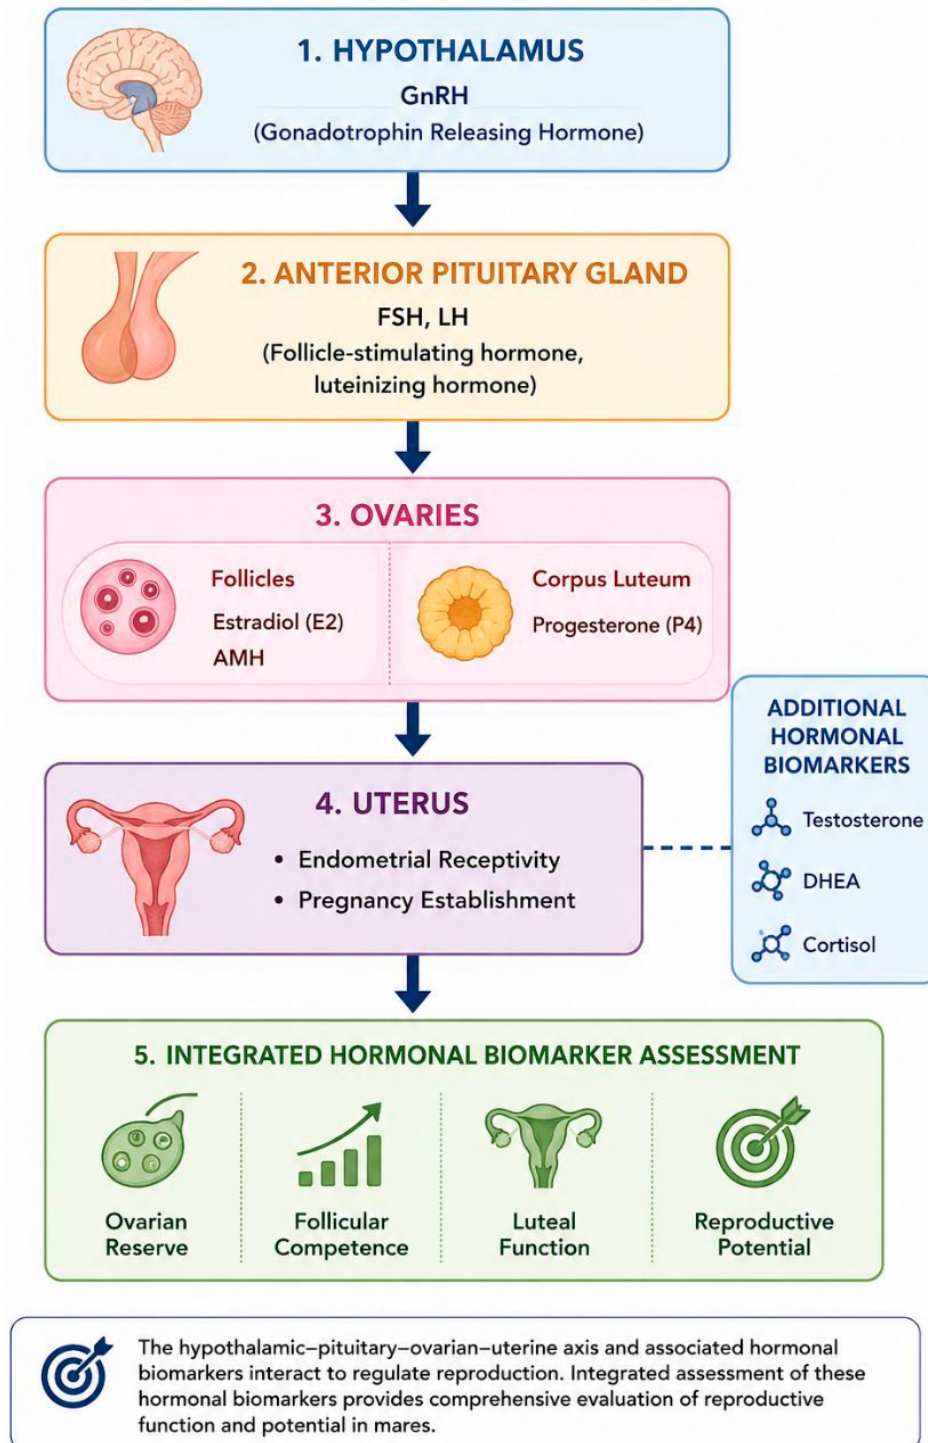 1. HYPOTHALAMUS
GnRH
(Gonadotrophin Releasing Hormone)
2. ANTERIOR PITUITARY GLAND
FSH, LH
(Follicle-stimulating hormone,
luteinizing hormone)
3. OVARIES
Follicles
Estradiol (E2)
AMH
Corpus Luteum
Progesterone (P4)
ADDITIONAL
HORMONAL
BIOMARKERS
Testosterone
DHEA
Cortisol
4. UTERUS
• Endometrial Receptivity
• Pregnancy Establishment
5. INTEGRATED HORMONAL BIOMARKER ASSESSMENT
Ovarian
Reserve
Follicular
Competence
Luteal
Function
Reproductive
Potential
The hypothalamic–pituitary–ovarian–uterine axis and associated hormonal
biomarkers interact to regulate reproduction. Integrated assessment of these
hormonal biomarkers provides comprehensive evaluation of reproductive
function and potential in mares.